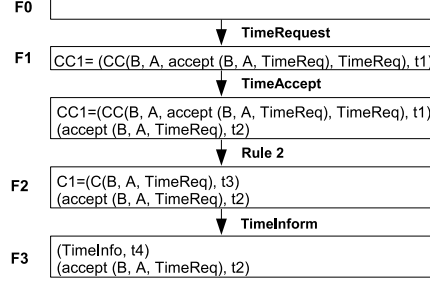 F0
TimeRequest
F1
CC1= (CC(B, A, accept (B, A, TimeReq), TimeReq), t1)
TimeAccept
CC1=(CC(B, A, accept (B, A, TimeReq), TimeReq), t1)
(accept (B, A, TimeReq), t2)
Rule 2
F2
C1=(C(B, A, TimeReq), t3)
(accept (B, A, TimeReq), t2)
TimeInform
F3
(TimeInfo, t4)
(accept (B, A, TimeReq), t2)